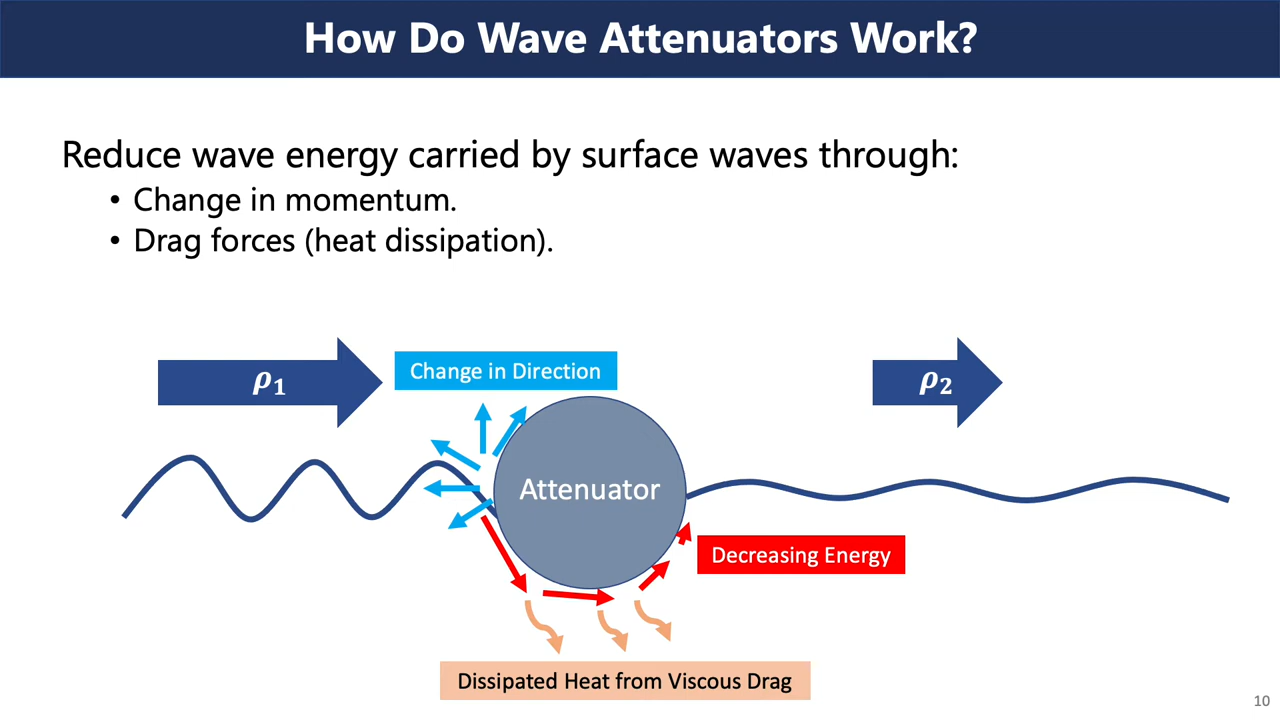 How Do Wave Attenuators Work?
Reduce wave energy carried by surface waves through:
• Change in momentum.
• Drag forces (heat dissipation).
ρ₁
Change in Direction
ρ₂
Attenuator
Decreasing Energy
Dissipated Heat from Viscous Drag
10